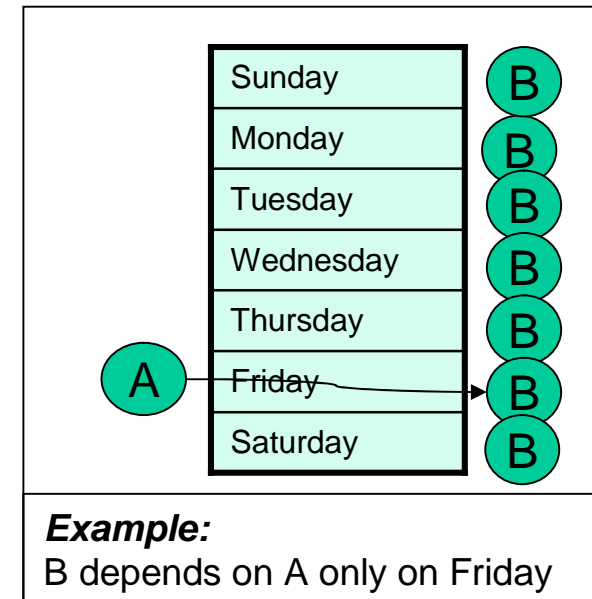 Sunday B
Monday B
Tuesday B
Wednesday B
Thursday B
A Friday B
Saturday B
Example:
B depends on A only on Friday